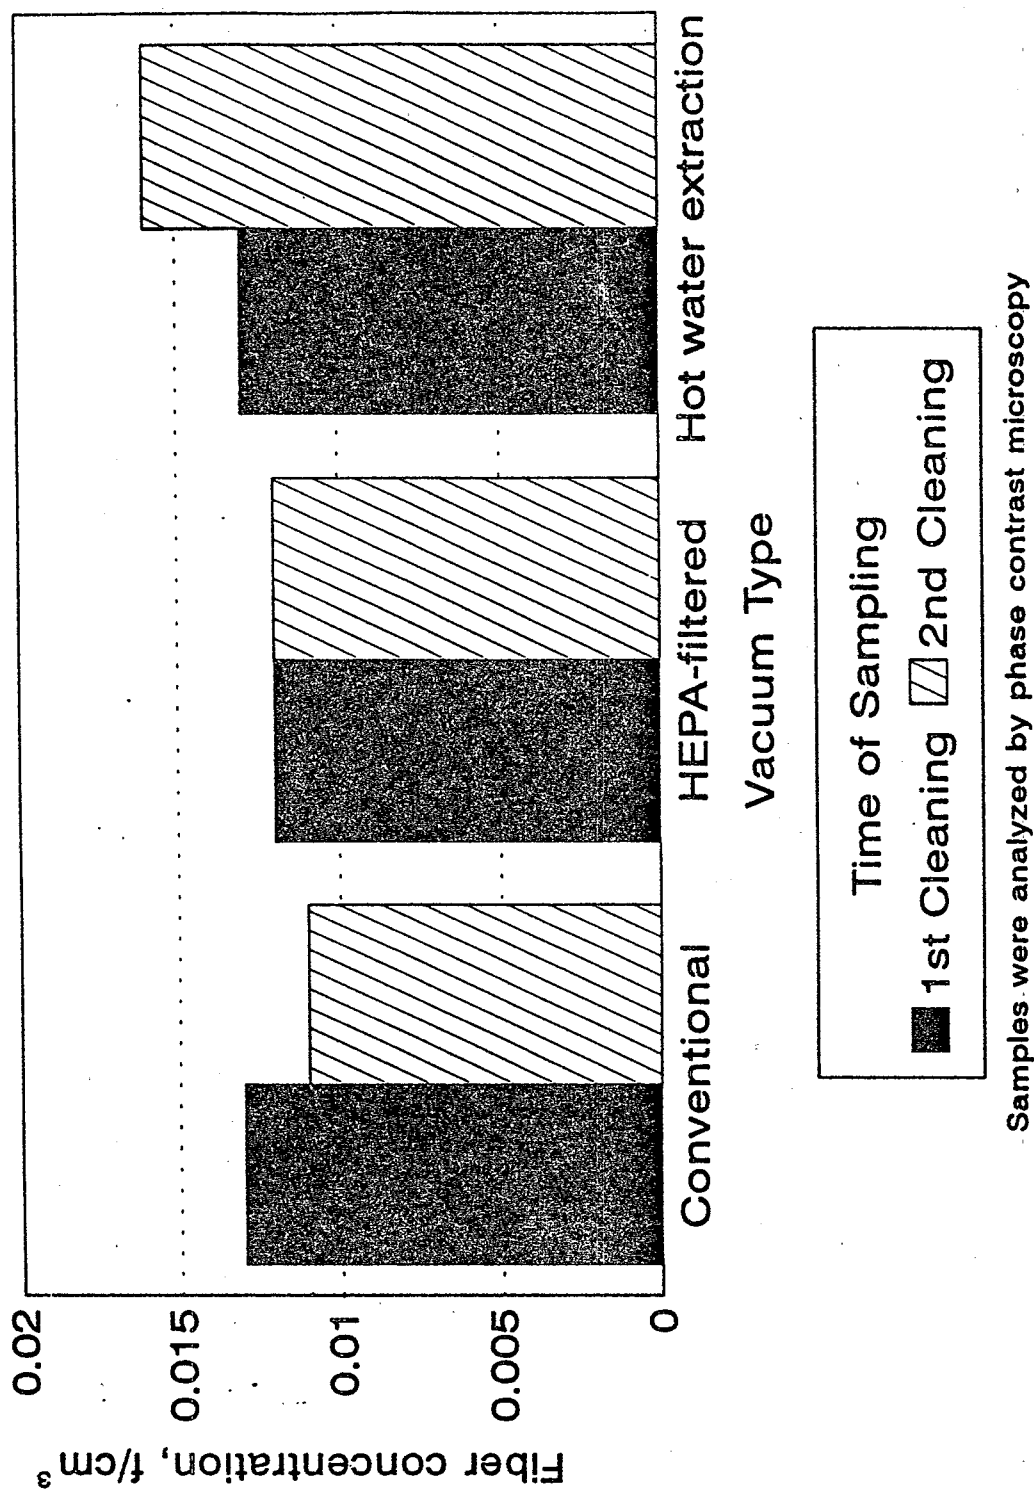 Fiber concentration, f/cm³
0.02
0.015
0.01
0.005
0
Conventional
HEPA-filtered
Hot water extraction
Vacuum Type
Time of Sampling
1st Cleaning
2nd Cleaning
Samples were analyzed by phase contrast microscopy